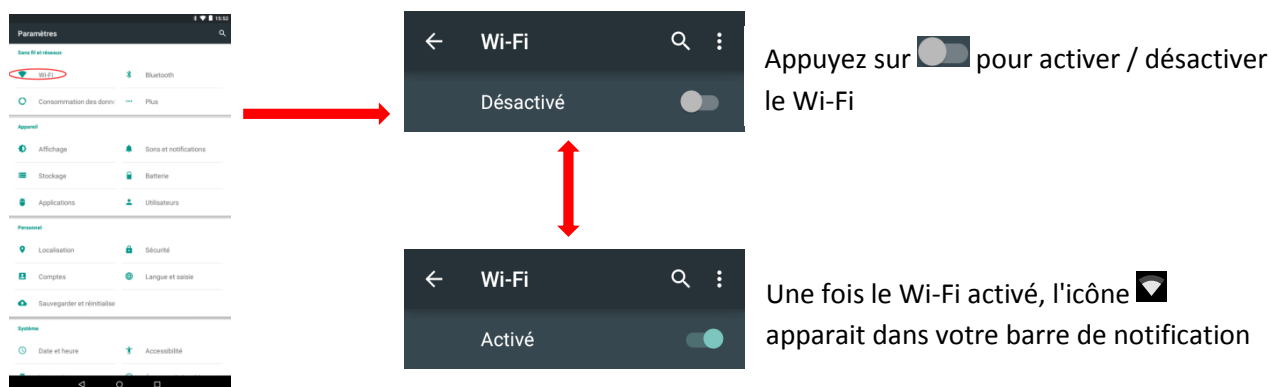 15:52
Paramètres
Sans fil et réseaux
Wi-Fi
Bluetooth
Consommation des donn
Plus
Appareil
Affichage
Sons et notifications
Stockage
Batterie
Applications
Utilisateurs
Personnel
Localisation
Sécurité
Comptes
Langue et saisie
Sauvegarder et réinitialise
Système
Date et heure
Accessibilité
Wi-Fi
Désactivé
Appuyez sur pour activer / désactiver
le Wi-Fi
Wi-Fi
Activé
Une fois le Wi-Fi activé, l'icône
apparait dans votre barre de notification